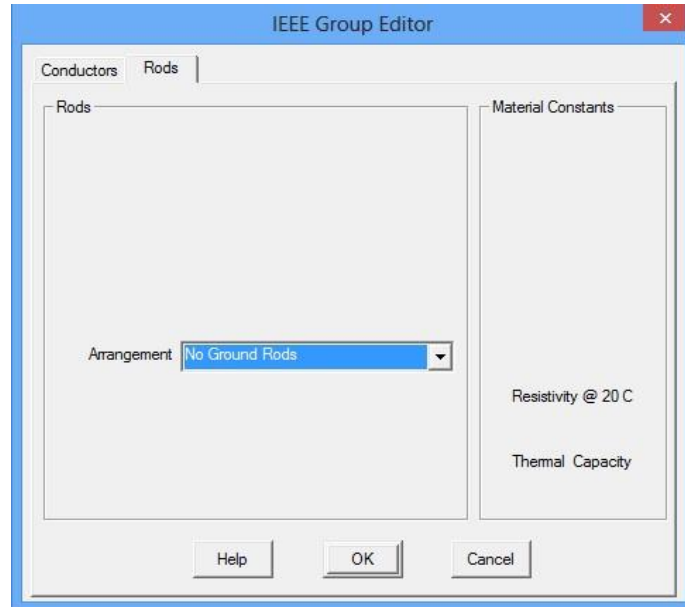 IEEE Group Editor
Conductors Rods
Rods
Material Constants
Arrangement No Ground Rods
Resistivity @ 20 C
Thermal Capacity
Help OK Cancel